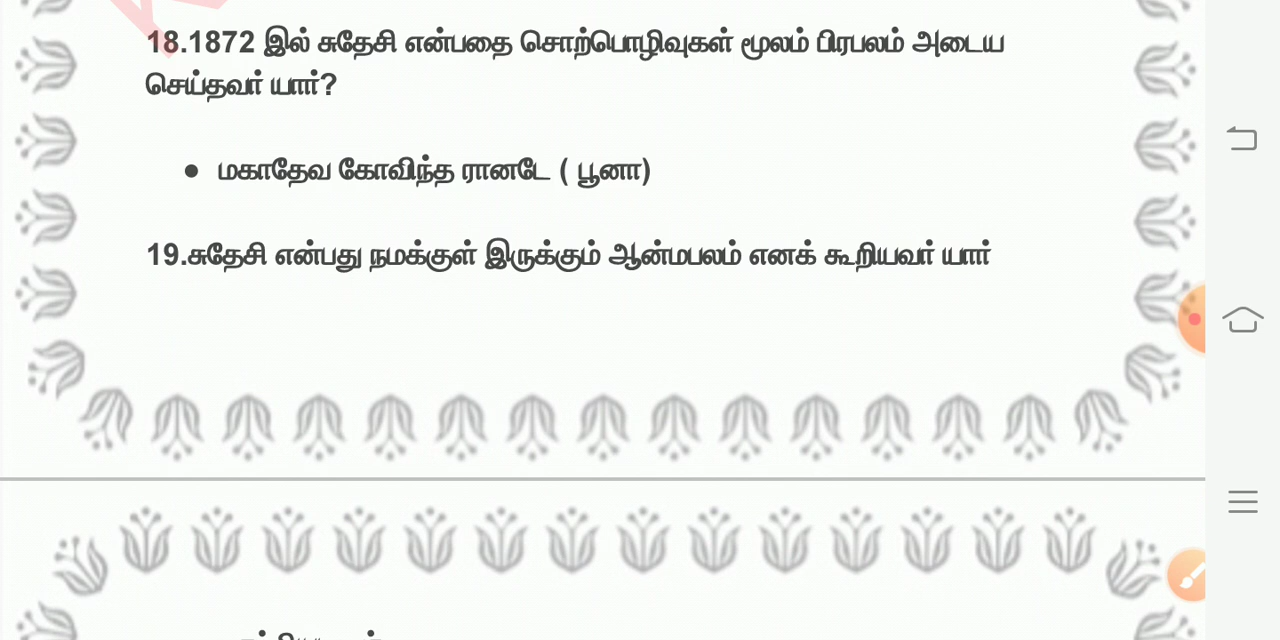 18.1872 இல் சுதேசி என்பதை சொற்பொழிவுகள் மூலம் பிரபலம் அடைய
செய்தவர் யார்?
● மகாதேவ கோவிந்த ரானடே ( பூனா)
19.சுதேசி என்பது நமக்குள் இருக்கும் ஆன்மபலம் எனக் கூறியவர் யார்